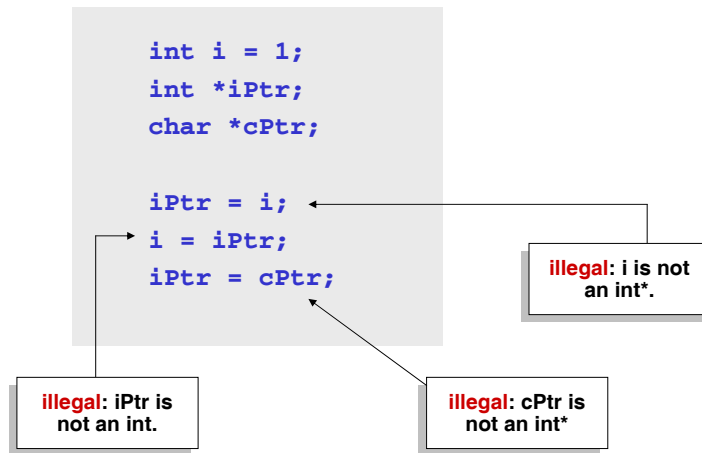 int i = 1;
int *iPtr;
char *cPtr;
iPtr = i;
i = iPtr;
iPtr = cPtr;
illegal: i is not
an int*.
illegal: iPtr is
not an int.
illegal: cPtr is
not an int*